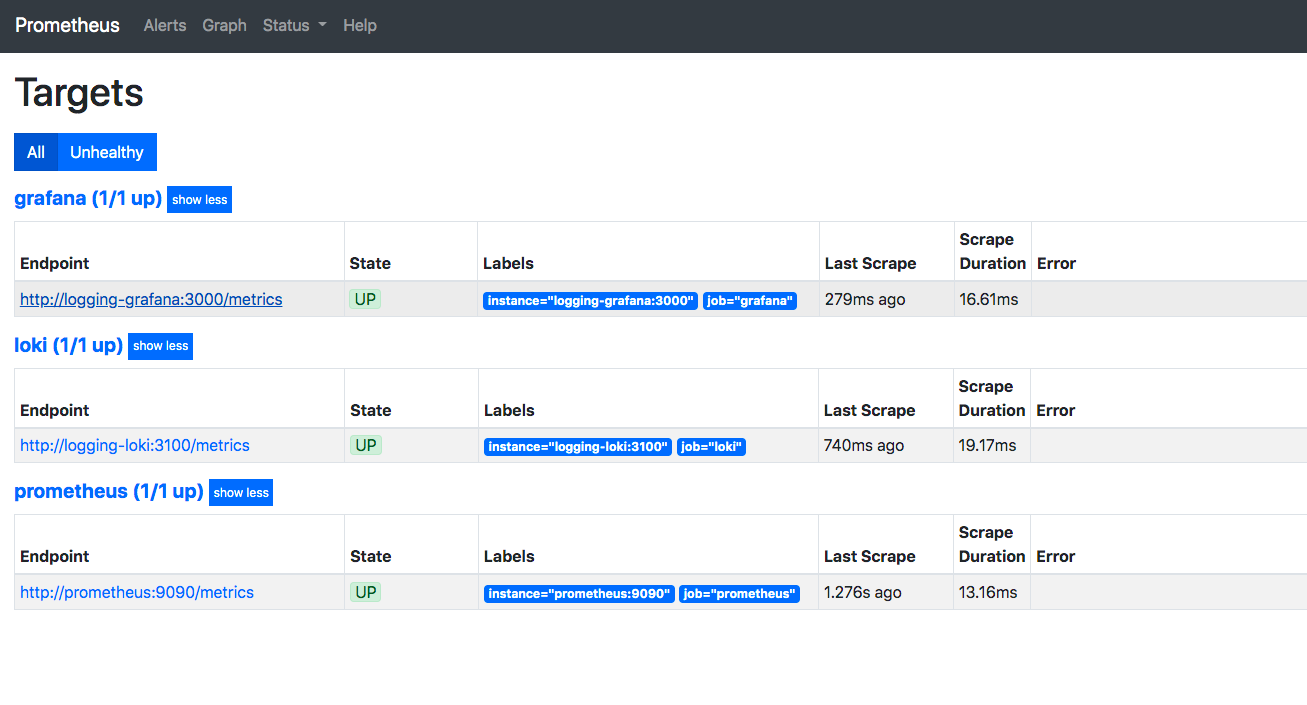 Prometheus Alerts Graph Status Help
Targets
All Unhealthy
grafana (1/1 up) show less
Endpoint State Labels Last Scrape Scrape Duration Error
http://logging-grafana:3000/metrics UP instance="logging-grafana:3000" job="grafana" 279ms ago 16.61ms
loki (1/1 up) show less
Endpoint State Labels Last Scrape Scrape Duration Error
http://logging-loki:3100/metrics UP instance="logging-loki:3100" job="loki" 740ms ago 19.17ms
prometheus (1/1 up) show less
Endpoint State Labels Last Scrape Scrape Duration Error
http://prometheus:9090/metrics UP instance="prometheus:9090" job="prometheus" 1.276s ago 13.16ms